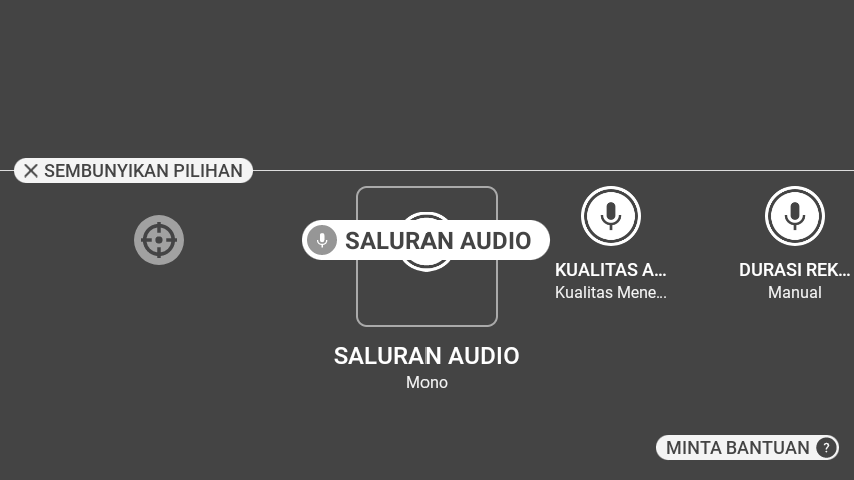 SEMBUNYIKAN PILIHAN
SALURAN AUDIO
SALURAN AUDIO
Mono
KUALITAS A...
Kualitas Mene...
DURASI REK...
Manual
MINTA BANTUAN ?